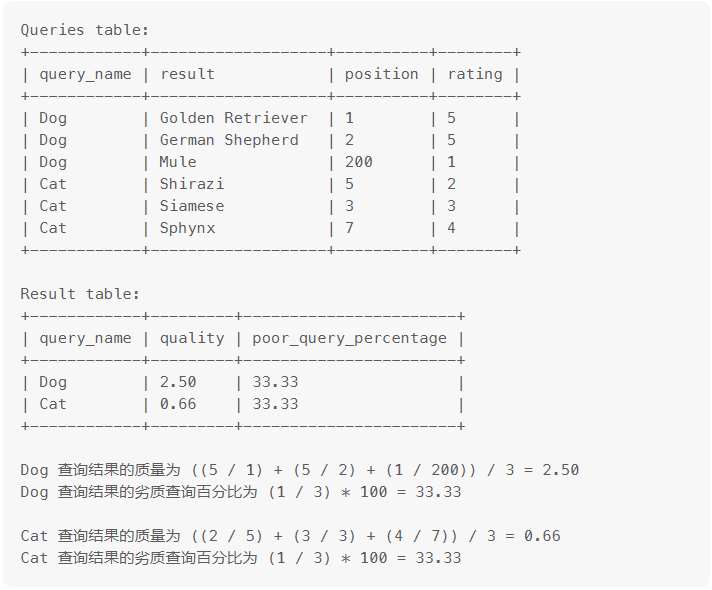 Queries table:
+------------+-------------------+----------+--------+
| query_name | result            | position | rating |
+------------+-------------------+----------+--------+
| Dog        | Golden Retriever  | 1        | 5      |
| Dog        | German Shepherd   | 2        | 5      |
| Dog        | Mule              | 200      | 1      |
| Cat        | Shirazi           | 5        | 2      |
| Cat        | Siamese           | 3        | 3      |
| Cat        | Sphynx            | 7        | 4      |
+------------+-------------------+----------+--------+

Result table:
+------------+---------+-----------------------+
| query_name | quality | poor_query_percentage |
+------------+---------+-----------------------+
| Dog        | 2.50    | 33.33                 |
| Cat        | 0.66    | 33.33                 |
+------------+---------+-----------------------+

Dog 查询结果的质量为 ((5 / 1) + (5 / 2) + (1 / 200)) / 3 = 2.50
Dog 查询结果的劣质查询百分比为 (1 / 3) * 100 = 33.33

Cat 查询结果的质量为 ((2 / 5) + (3 / 3) + (4 / 7)) / 3 = 0.66
Cat 查询结果的劣质查询百分比为 (1 / 3) * 100 = 33.33